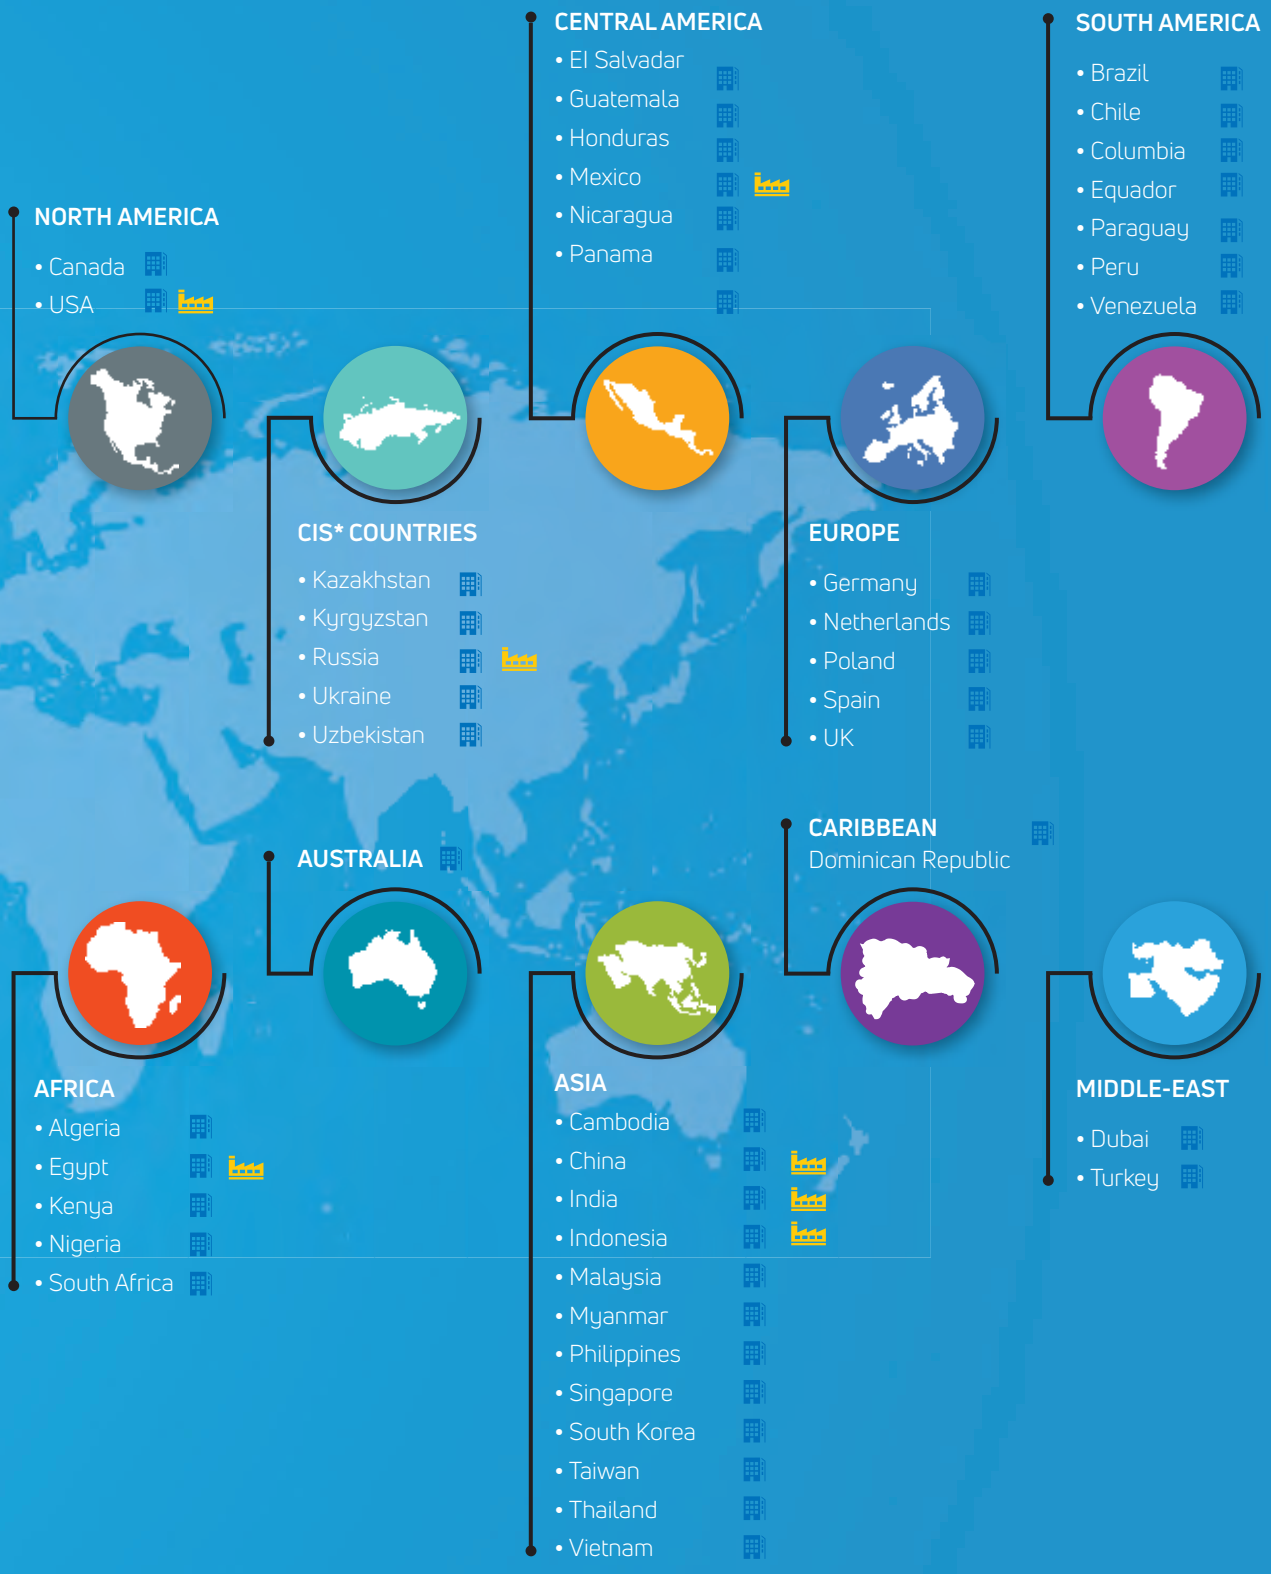 CENTRAL AMERICA
• El Salvadar
• Guatemala
• Honduras
• Mexico
• Nicaragua
• Panama
SOUTH AMERICA
• Brazil
• Chile
• Columbia
• Equador
• Paraguay
• Peru
• Venezuela
NORTH AMERICA
• Canada
• USA
CIS* COUNTRIES
• Kazakhstan
• Kyrgyzstan
• Russia
• Ukraine
• Uzbekistan
EUROPE
• Germany
• Netherlands
• Poland
• Spain
• UK
AUSTRALIA
CARIBBEAN
Dominican Republic
AFRICA
• Algeria
• Egypt
• Kenya
• Nigeria
• South Africa
ASIA
• Cambodia
• China
• India
• Indonesia
• Malaysia
• Myanmar
• Philippines
• Singapore
• South Korea
• Taiwan
• Thailand
• Vietnam
MIDDLE-EAST
• Dubai
• Turkey